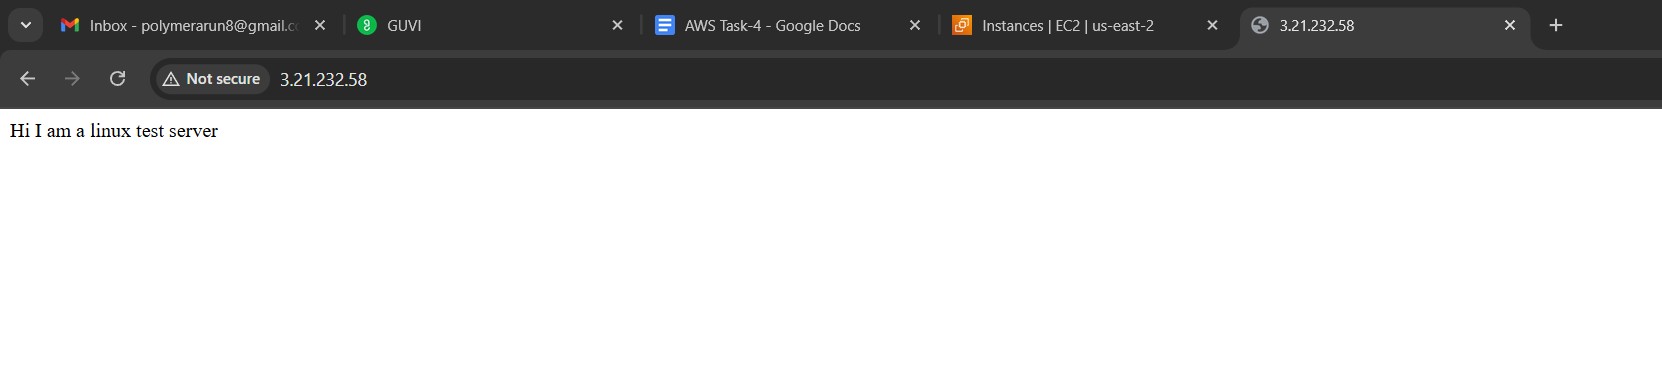 Inbox - polymerarun8@gmail.c
GUVI
AWS Task-4 - Google Docs
Instances | EC2 | us-east-2
3.21.232.58
Not secure
3.21.232.58
Hi I am a linux test server